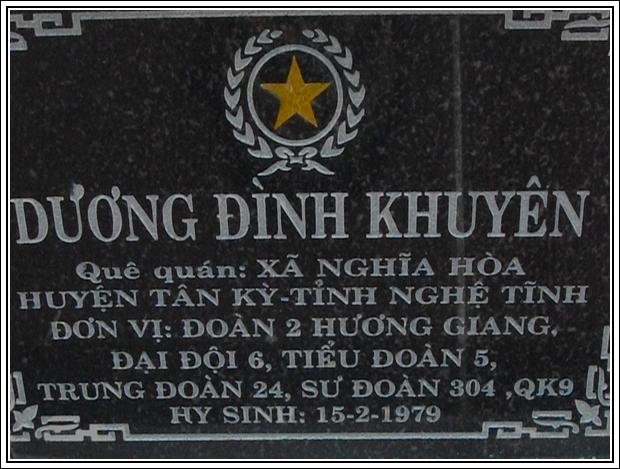 DƯƠNG ĐÌNH KHUYÊN
Quê quán: XÃ NGHĨA HÒA
HUYỆN TÂN KỲ-TỈNH NGHỆ TĨNH
ĐƠN VỊ: ĐOÀN 2 HƯƠNG GIANG,
ĐẠI ĐỘI 6, TIỂU ĐOÀN 5,
TRUNG ĐOÀN 24, SƯ ĐOÀN 304 ,QK9
HY SINH: 15-2-1979